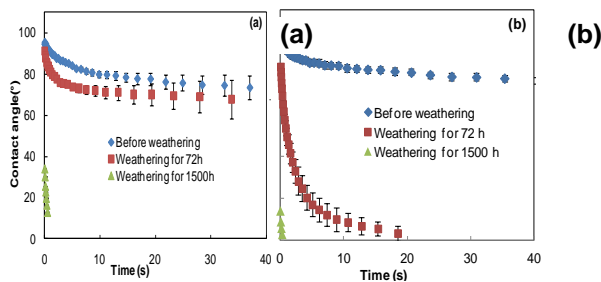 (a)
100
80
60
40
20
0
Contact angle(°)
Before weathering
Weathering for 72h
Weathering for 1500h
0 10 20 30 40
Time (s)
(a)
(b)
Before weathering
Weathering for 72 h
Weathering for 1500 h
0 10 20 30 40
Time (s)
(b)